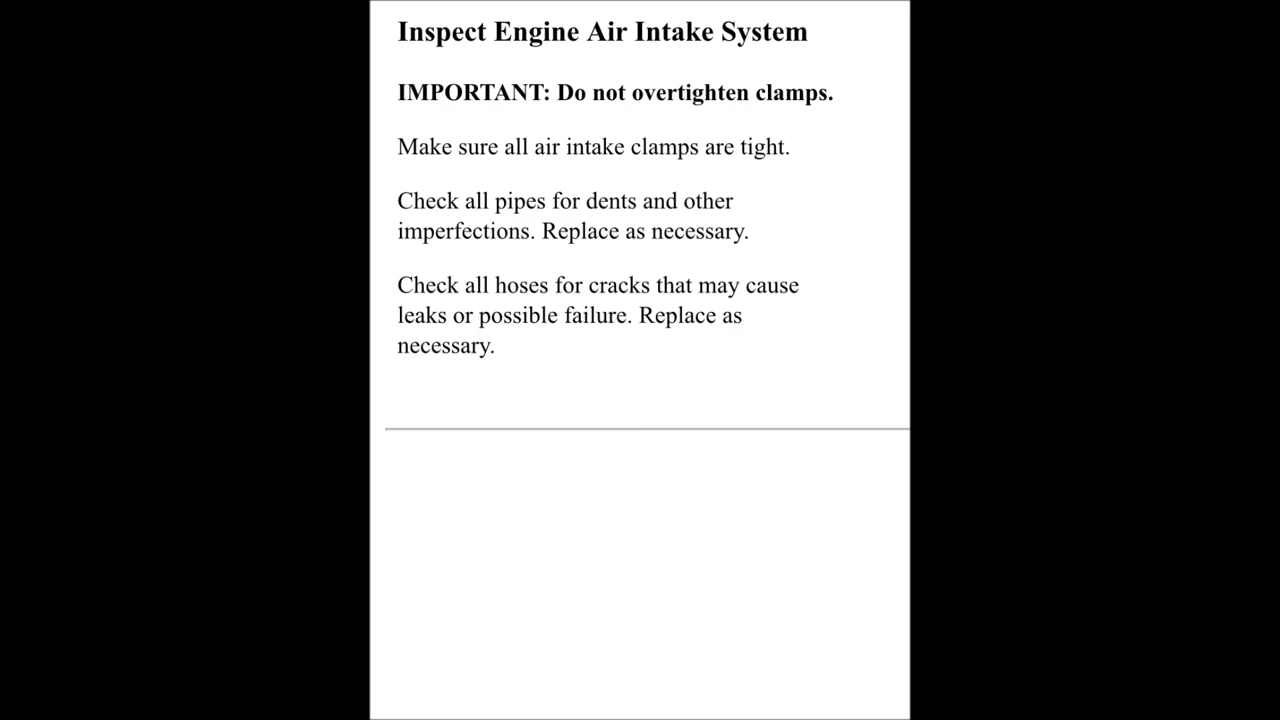 Inspect Engine Air Intake System
IMPORTANT: Do not overtighten clamps.
Make sure all air intake clamps are tight.
Check all pipes for dents and other
imperfections. Replace as necessary.
Check all hoses for cracks that may cause
leaks or possible failure. Replace as
necessary.